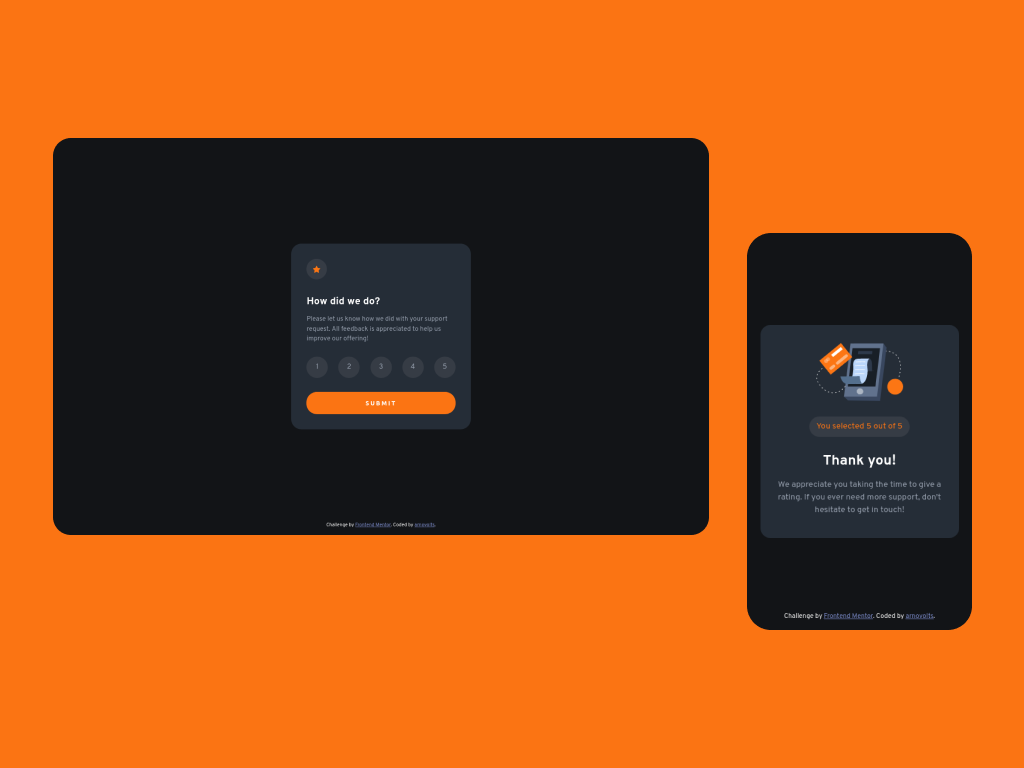 How did we do?
Please let us know how we did with your support
request. All feedback is appreciated to help us
improve our offering!
1 2 3 4 5
SUBMIT
Challenge by Frontend Mentor. Coded by arnovolts.
You selected 5 out of 5
Thank you!
We appreciate you taking the time to give a
rating. If you ever need more support, don't
hesitate to get in touch!
Challenge by Frontend Mentor. Coded by arnovolts.